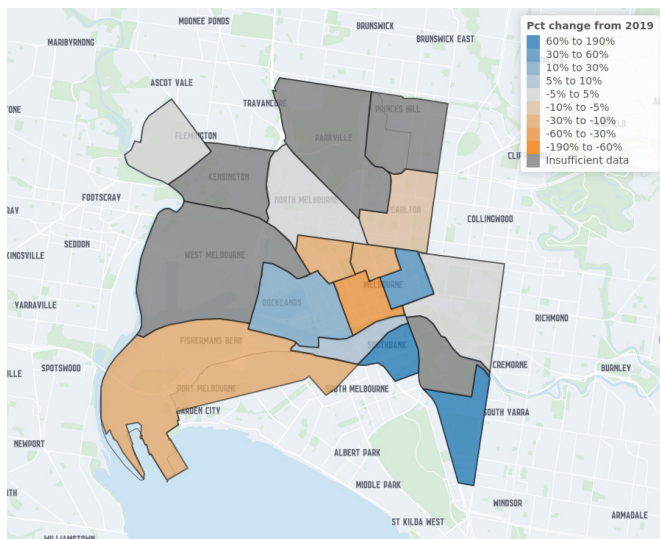 MOONEE PONDS
BRUNSWICK
MARIBYRNONG
BRUNSWICK EAST
Pct change from 2019
60% to 190%
30% to 60%
10% to 30%
5% to 10%
-5% to 5%
-10% to -5%
-30% to -10%
-60% to -30%
-190% to -60%
Insufficient data
ASCOT VALE
TRAVANCORE
PRINCES HILL
FLEMINGTON
PARKVILLE
KENSINGTON
FOOTSCRAY
NORTH MELBOURNE
CARLTON
COLLINGWOOD
SEDDON
WEST MELBOURNE
KINGSVILLE
MELBOURNE
DOCKLANDS
YARRAVILLE
RICHMOND
FISHERMANS BEND
SOUTHBANK
CREMORNE
SPOTSWOOD
BURNLEY
PORT MELBOURNE
SOUTH MELBOURNE
GARDEN CITY
SOUTH YARRA
NEWPORT
ALBERT PARK
MIDDLE PARK
WINDSOR
ARMADALE
ST KILDA WEST
WILLIAMSTOWN